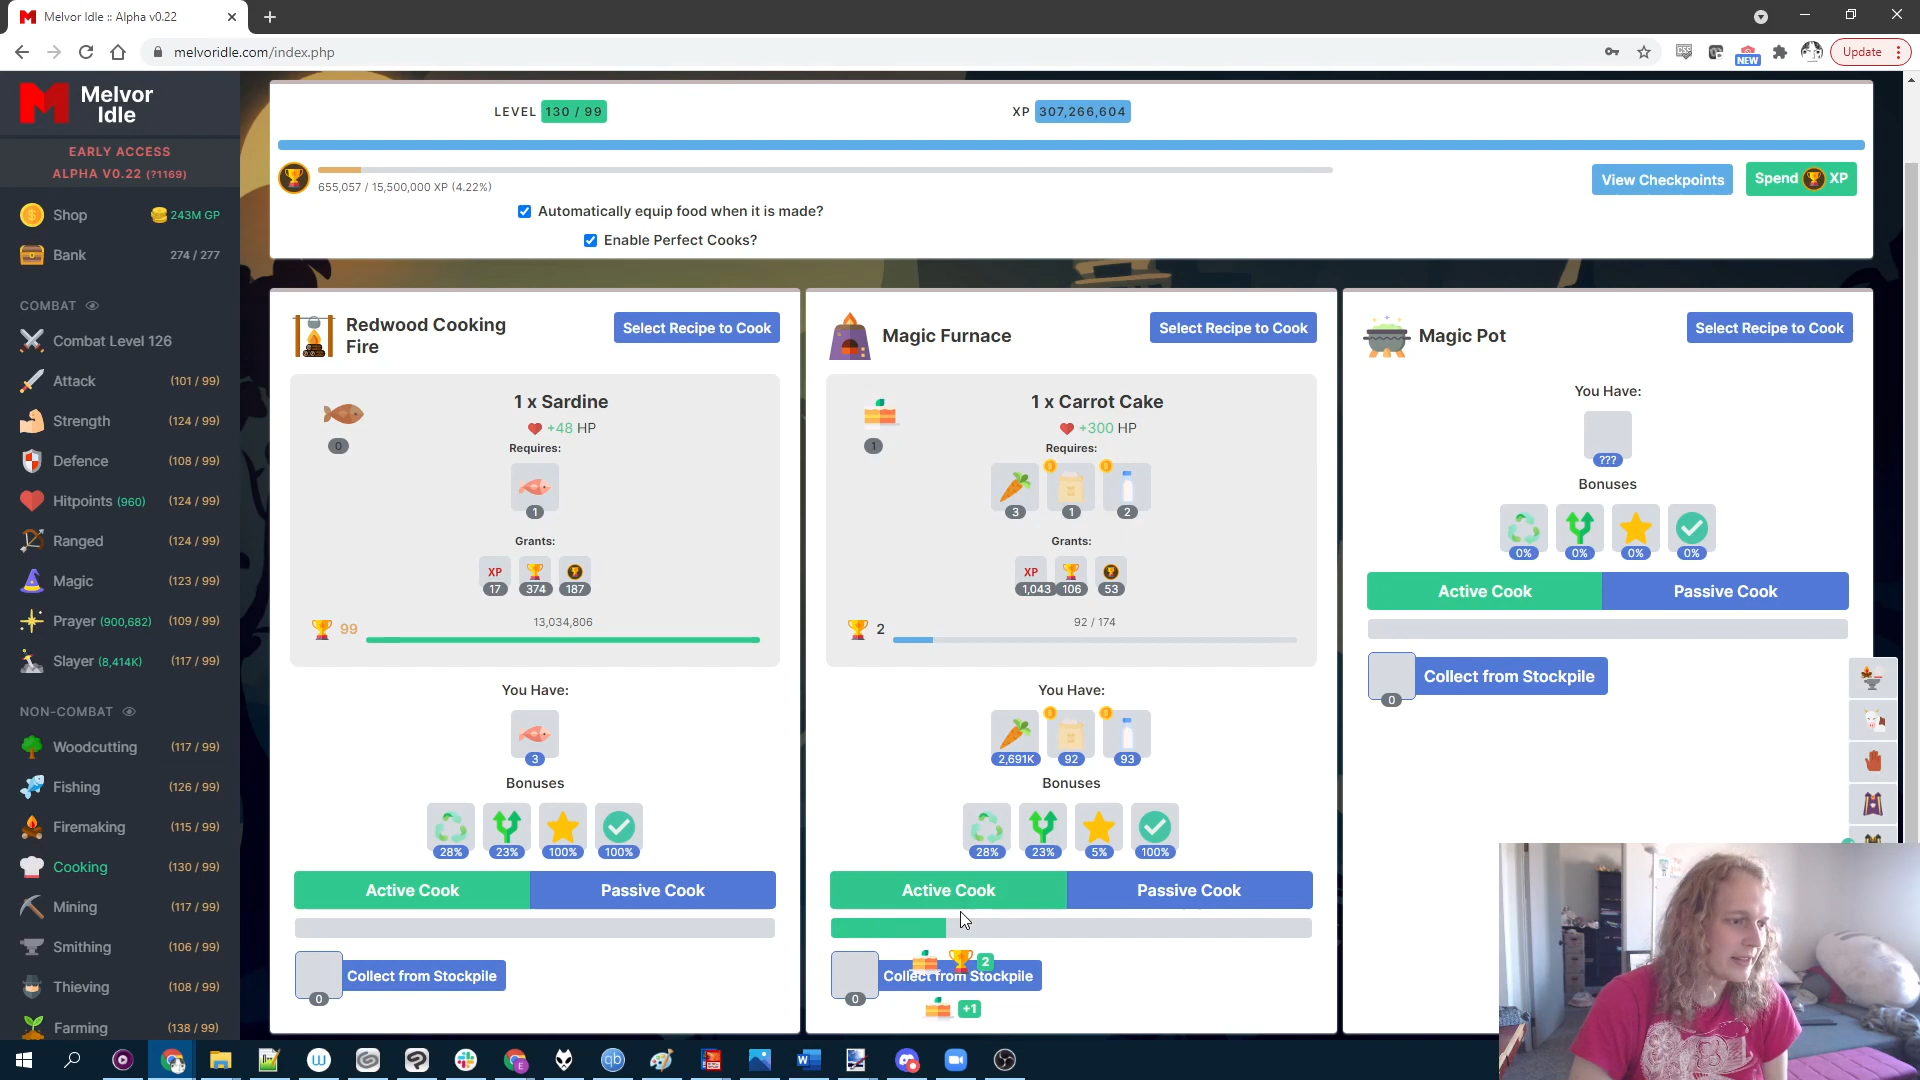 Melvor Idle :: Alpha v0.22
melvoridle.com/index.php
NEW
Update
Melvor
Idle
EARLY ACCESS
ALPHA V0.22 (?1169)
Shop 243M GP
Bank 274 / 277
COMBAT
Combat Level 126
Attack (101 / 99)
Strength (124 / 99)
Defence (108 / 99)
Hitpoints (960) (124 / 99)
Ranged (124 / 99)
Magic (123 / 99)
Prayer (900,682) (109 / 99)
Slayer (8,414K) (117 / 99)
NON-COMBAT
Woodcutting (117 / 99)
Fishing (126 / 99)
Firemaking (115 / 99)
Cooking (130 / 99)
Mining (117 / 99)
Smithing (106 / 99)
Thieving (108 / 99)
Farming (138 / 99)
LEVEL 130 / 99 XP 307,266,604
655,057 / 15,500,000 XP (4.22%)
View Checkpoints
Spend XP
Automatically equip food when it is made?
Enable Perfect Cooks?
Redwood Cooking
Fire
Select Recipe to Cook
1 x Sardine
+48 HP
0
Requires:
1
Grants:
XP
17 374 187
99 13,034,806
You Have:
3
Bonuses
28% 23% 100% 100%
Active Cook Passive Cook
Collect from Stockpile
0
Magic Furnace
Select Recipe to Cook
1 x Carrot Cake
+300 HP
1
Requires:
3 1 2
Grants:
XP
1,043 106 53
2 92 / 174
You Have:
2,691K 92 93
Bonuses
28% 23% 5% 100%
Active Cook Passive Cook
2
Collect from Stockpile
0
+1
Magic Pot
Select Recipe to Cook
You Have:
???
Bonuses
0% 0% 0% 0%
Active Cook Passive Cook
Collect from Stockpile
0